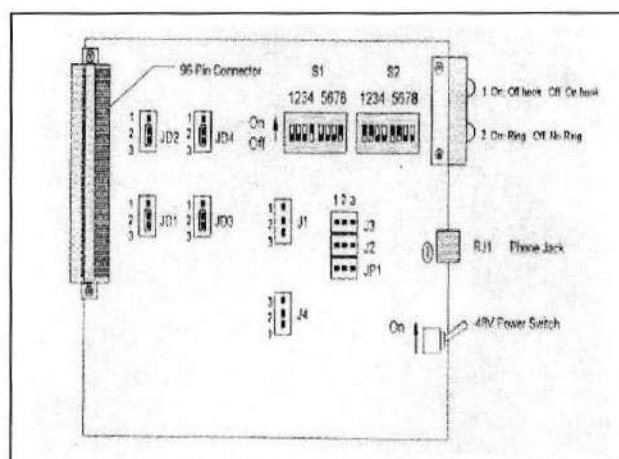 96-Pin Connector
S1 S2
1234 5678 1234 5678
On
Off
1 On: Off hook Off: On hook
2 On: Ring Off: No Ring
1
2
3
JD2
1
2
3
JD4
1
2
3
JD1
1
2
3
JD3
1
2
3
J1
1 2 3
J3
J2
JP1
RJ1 Phone Jack
3
2
1
J4
On
-48V Power Switch